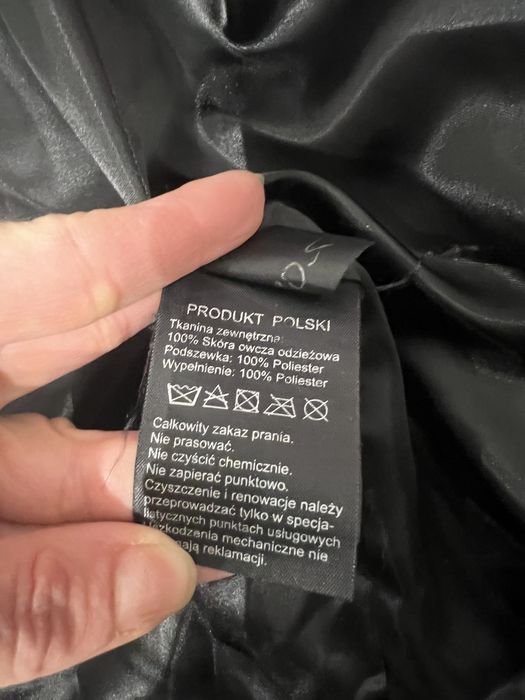 PRODUKT POLSKI
Tkanina zewnętrzna:
100% Skóra owcza odzieżowa
Podszewka: 100% Poliester
Wypełnienie: 100% Poliester
Całkowity zakaz prania.
Nie prasować.
Nie czyścić chemicznie.
Nie zapierać punktowo.
Czyszczenie i renowacje należy
przeprowadzać tylko w specja-
listycznych punktach usługowych
Uszkodzenia mechaniczne nie
reklamacji.